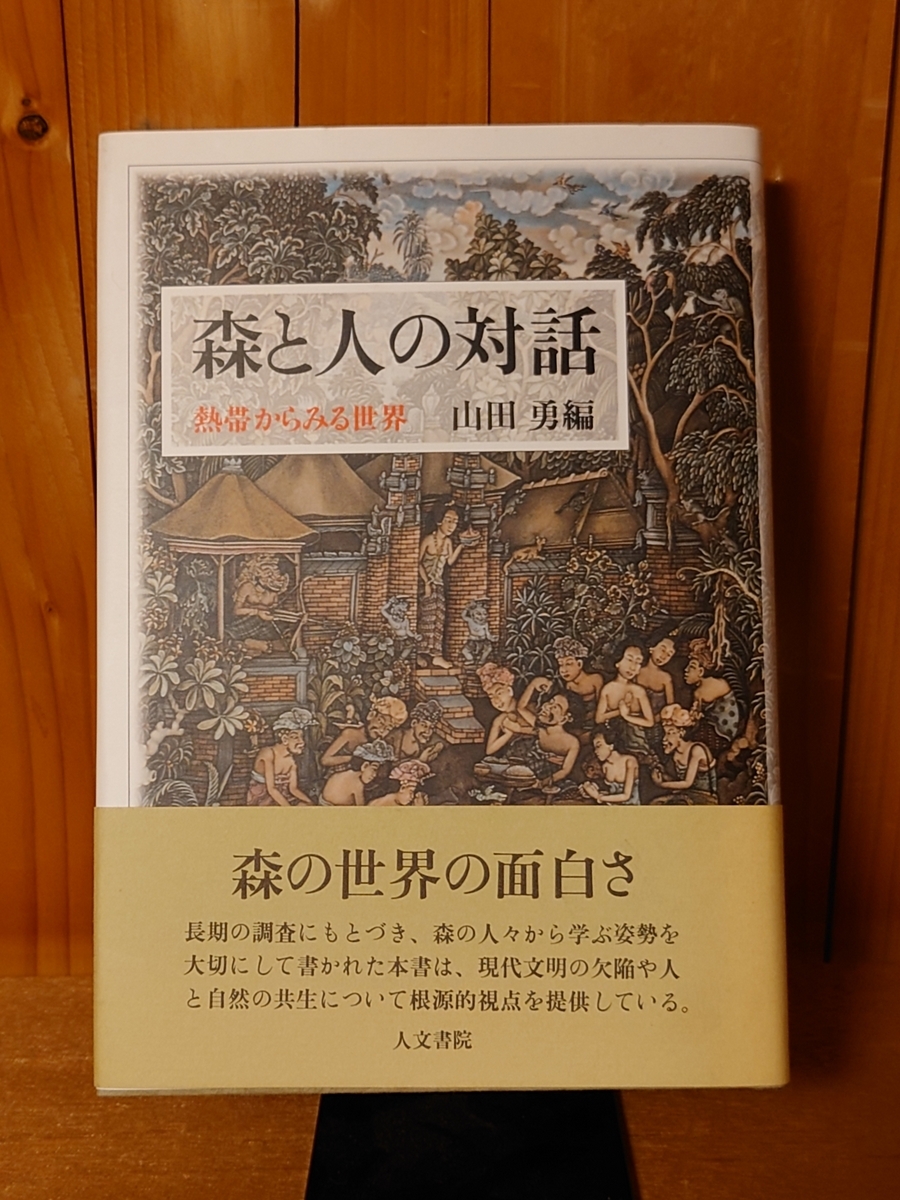 森と人の対話
熱帯からみる世界 山田 勇編
森の世界の面白さ
長期の調査にもとづき、森の人々から学ぶ姿勢を
大切にして書かれた本書は、現代文明の欠陥や人
と自然の共生について根源的視点を提供している。
人文書院